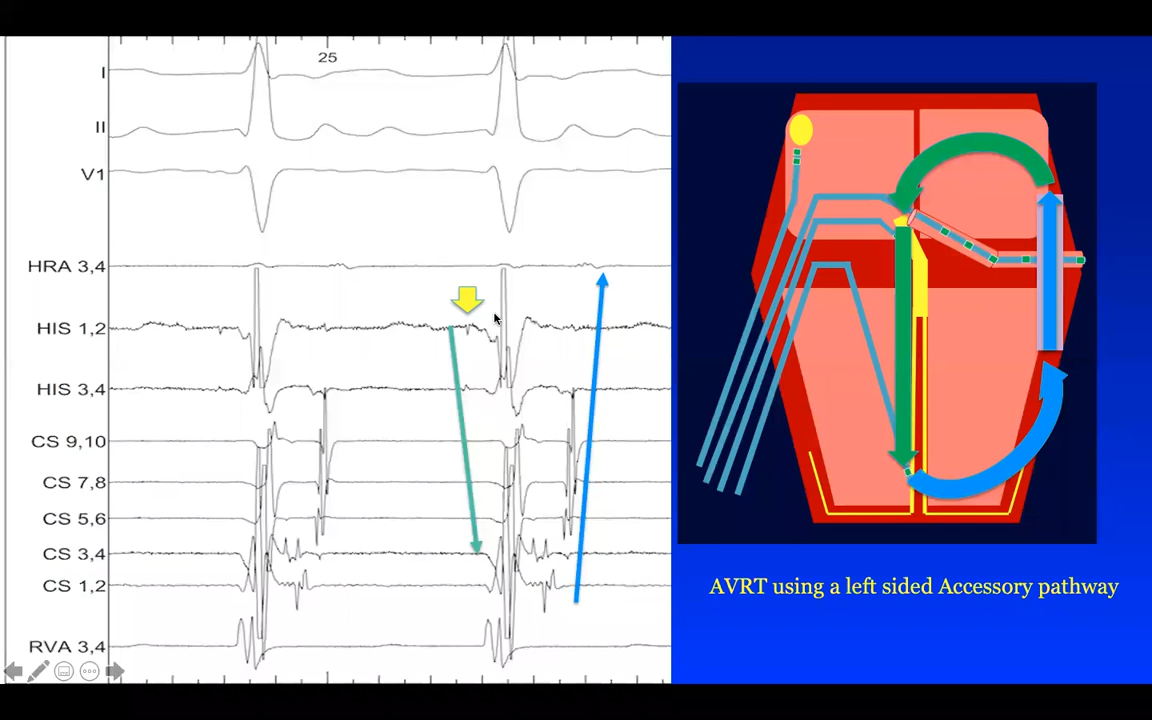 25
I
II
V1
HRA 3,4
HIS 1,2
HIS 3,4
CS 9,10
CS 7,8
CS 5,6
CS 3,4
CS 1,2
RVA 3,4
AVRT using a left sided Accessory pathway